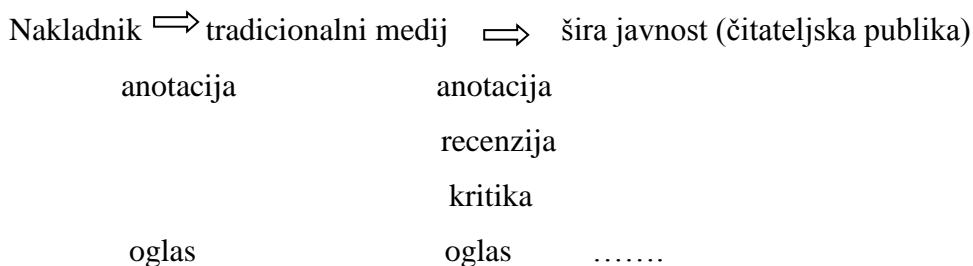 Nakladnik ⇒ tradicionalni medij ⇒ šira javnost (čitateljska publika)
anotacija anotacija
recenzija
kritika
oglas oglas …….